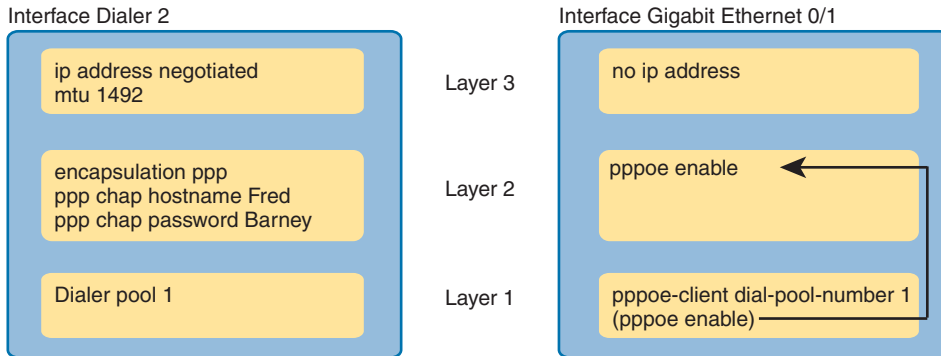 Interface Dialer 2
ip address negotiated
mtu 1492
encapsulation ppp
ppp chap hostname Fred
ppp chap password Barney
Dialer pool 1
Layer 3
Layer 2
Layer 1
Interface Gigabit Ethernet 0/1
no ip address
pppoe enable
pppoe-client dial-pool-number 1
(pppoe enable)